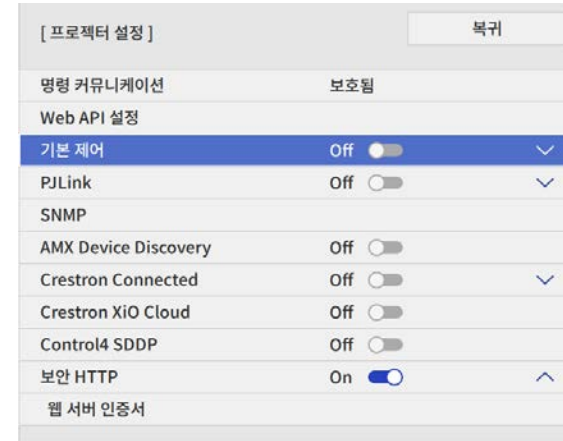 [ 프로젝터 설정 ] 복귀
명령 커뮤니케이션 보호됨
Web API 설정
기본 제어 Off
PJLink Off
SNMP
AMX Device Discovery Off
Crestron Connected Off
Crestron XiO Cloud Off
Control4 SDDP Off
보안 HTTP On
웹 서버 인증서